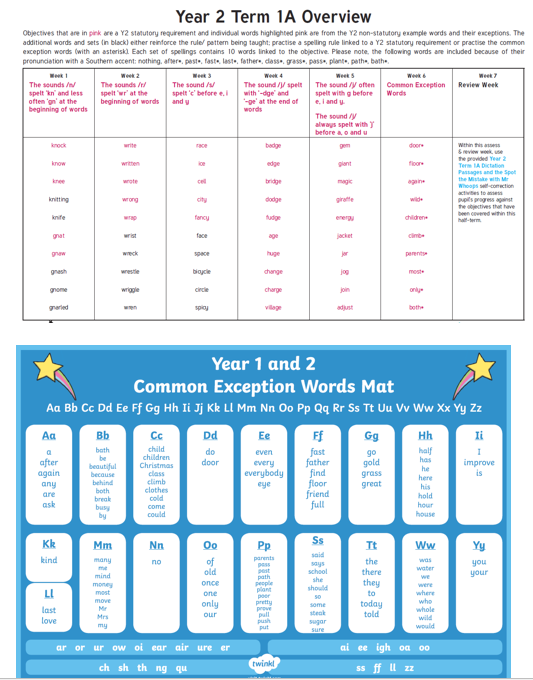 Year 2 Term 1A Overview
Objectives that are in pink are a Y2 statutory requirement and individual words highlighted pink are from the Y2 non-statutory example words and their exceptions. The
additional words and sets (in black) either reinforce the rule/ pattern being taught; practise a spelling rule linked to a Y2 statutory requirement or practise the common
exception words (with an asterisk). Each set of spellings contains 10 words linked to the objective. Please note, the following words are included because of their
pronunciation with a Southern accent: nothing, after*, past*, fast*, last*, father*, class*, grass*, pass*, plant*, path*, bath*.
Week 1
The sounds /n/
spelt 'kn' and less
often 'gn' at the
beginning of words
Week 2
The sounds /r/
spelt 'wr' at the
beginning of words
Week 3
The sound /s/
spelt 'c' before e, i
and y
Week 4
The sound /j/ spelt
with '-dge' and
'-ge' at the end of
words
Week 5
The sound /j/ often
spelt with g before
e, i and y.
The sound /j/
always spelt with 'j'
before a, o and u
Week 6
Common Exception
Words
Week 7
Review Week
knock write race badge gem door*
know written ice edge giant floor*
knee wrote cell bridge magic again*
knitting wrong city dodge giraffe wild*
knife wrap fancy fudge energy children*
gnat wrist face age jacket climb*
gnaw wreck space huge jar parents*
gnash wrestle bicycle change jog most*
gnome wriggle circle charge join only*
gnarled wren spicy village adjust both*
Within this assess
& review week, use
the provided Year 2
Term 1A Dictation
Passages and the Spot
the Mistake with Mr
Whoops self-correction
activities to assess
pupil's progress against
the objectives that have
been covered within this
half-term.
Year 1 and 2
Common Exception Words Mat
Aa Bb Cc Dd Ee Ff Gg Hh Ii Jj Kk Ll Mm Nn Oo Pp Qq Rr Ss Tt Uu Vv Ww Xx Yy Zz
Aa
a
after
again
any
are
ask
Bb
both
be
beautiful
because
behind
both
break
busy
by
Cc
child
children
Christmas
class
climb
clothes
cold
come
could
Dd
do
door
Ee
even
every
everybody
eye
Ff
fast
father
find
floor
friend
full
Gg
go
gold
grass
great
Hh
half
has
he
here
his
hold
hour
house
Ii
I
improve
is
Kk
kind
Ll
last
love
Mm
many
me
mind
money
most
move
Mr
Mrs
my
Nn
no
Oo
of
old
once
one
only
our
Pp
parents
pass
past
path
people
plant
poor
pretty
prove
pull
push
put
Ss
said
says
school
she
should
so
some
steak
sugar
sure
Tt
the
there
they
to
today
told
Ww
was
water
we
were
where
who
whole
wild
would
Yy
you
your
ar or ur ow oi ear air ure er
ai ee igh oa oo
ch sh th ng qu
twinkl
ss ff ll zz